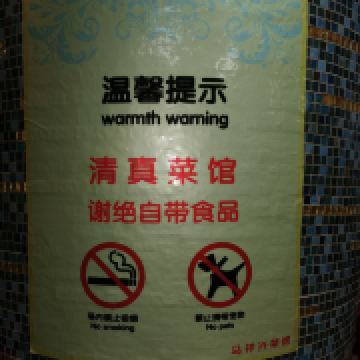 温馨提示
warmth warning
清真菜馆
谢绝自带食品
No smoking
No pets